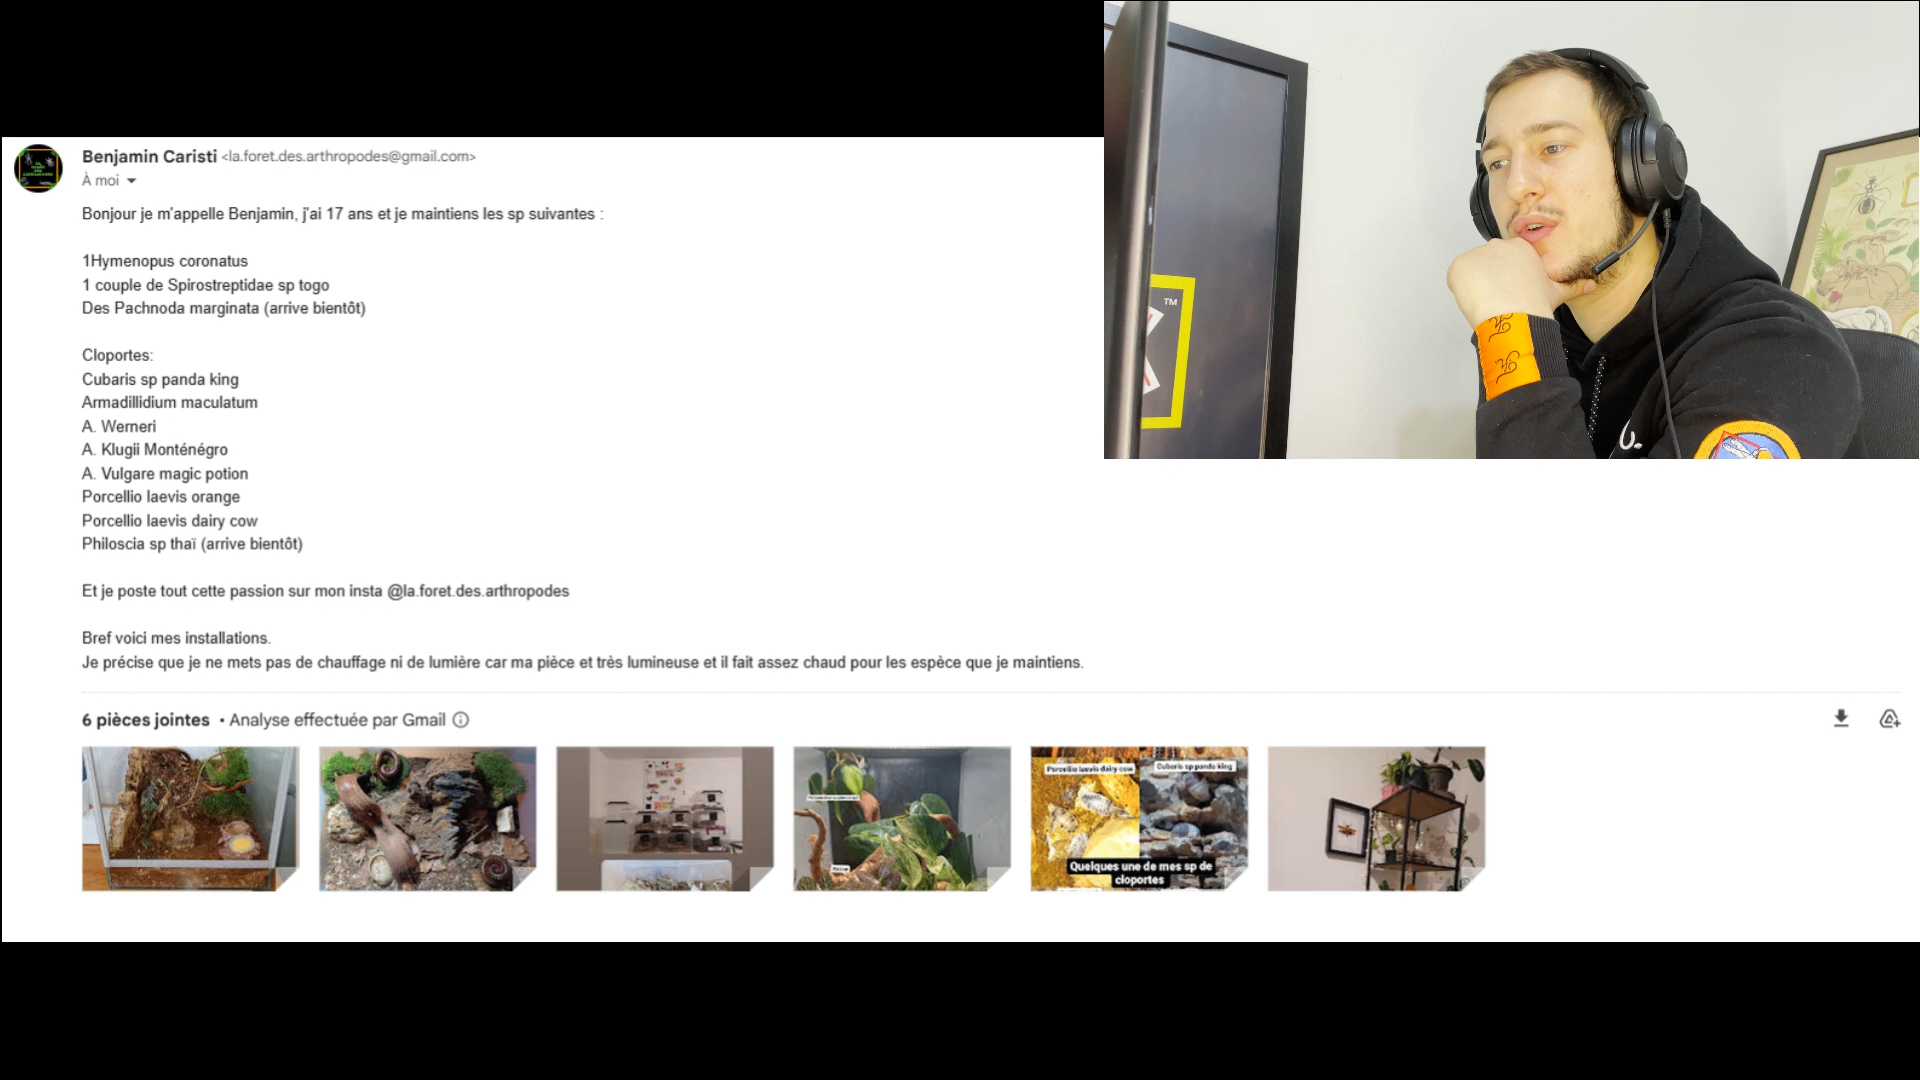 Benjamin Caristi <la.foret.des.arthropodes@gmail.com>
À moi
Bonjour je m'appelle Benjamin, j'ai 17 ans et je maintiens les sp suivantes :
1Hymenopus coronatus
1 couple de Spirostreptidae sp togo
Des Pachnoda marginata (arrive bientôt)
Cloportes:
Cubaris sp panda king
Armadillidium maculatum
A. Werneri
A. Klugii Monténégro
A. Vulgare magic potion
Porcellio laevis orange
Porcellio laevis dairy cow
Philoscia sp thaï (arrive bientôt)
Et je poste tout cette passion sur mon insta @la.foret.des.arthropodes
Bref voici mes installations.
Je précise que je ne mets pas de chauffage ni de lumière car ma pièce et très lumineuse et il fait assez chaud pour les espèce que je maintiens.
6 pièces jointes • Analyse effectuée par Gmail
Porcellio laevis dairy cow
Cubaris sp panda king
Quelques une de mes sp de
cloportes
TM
U.